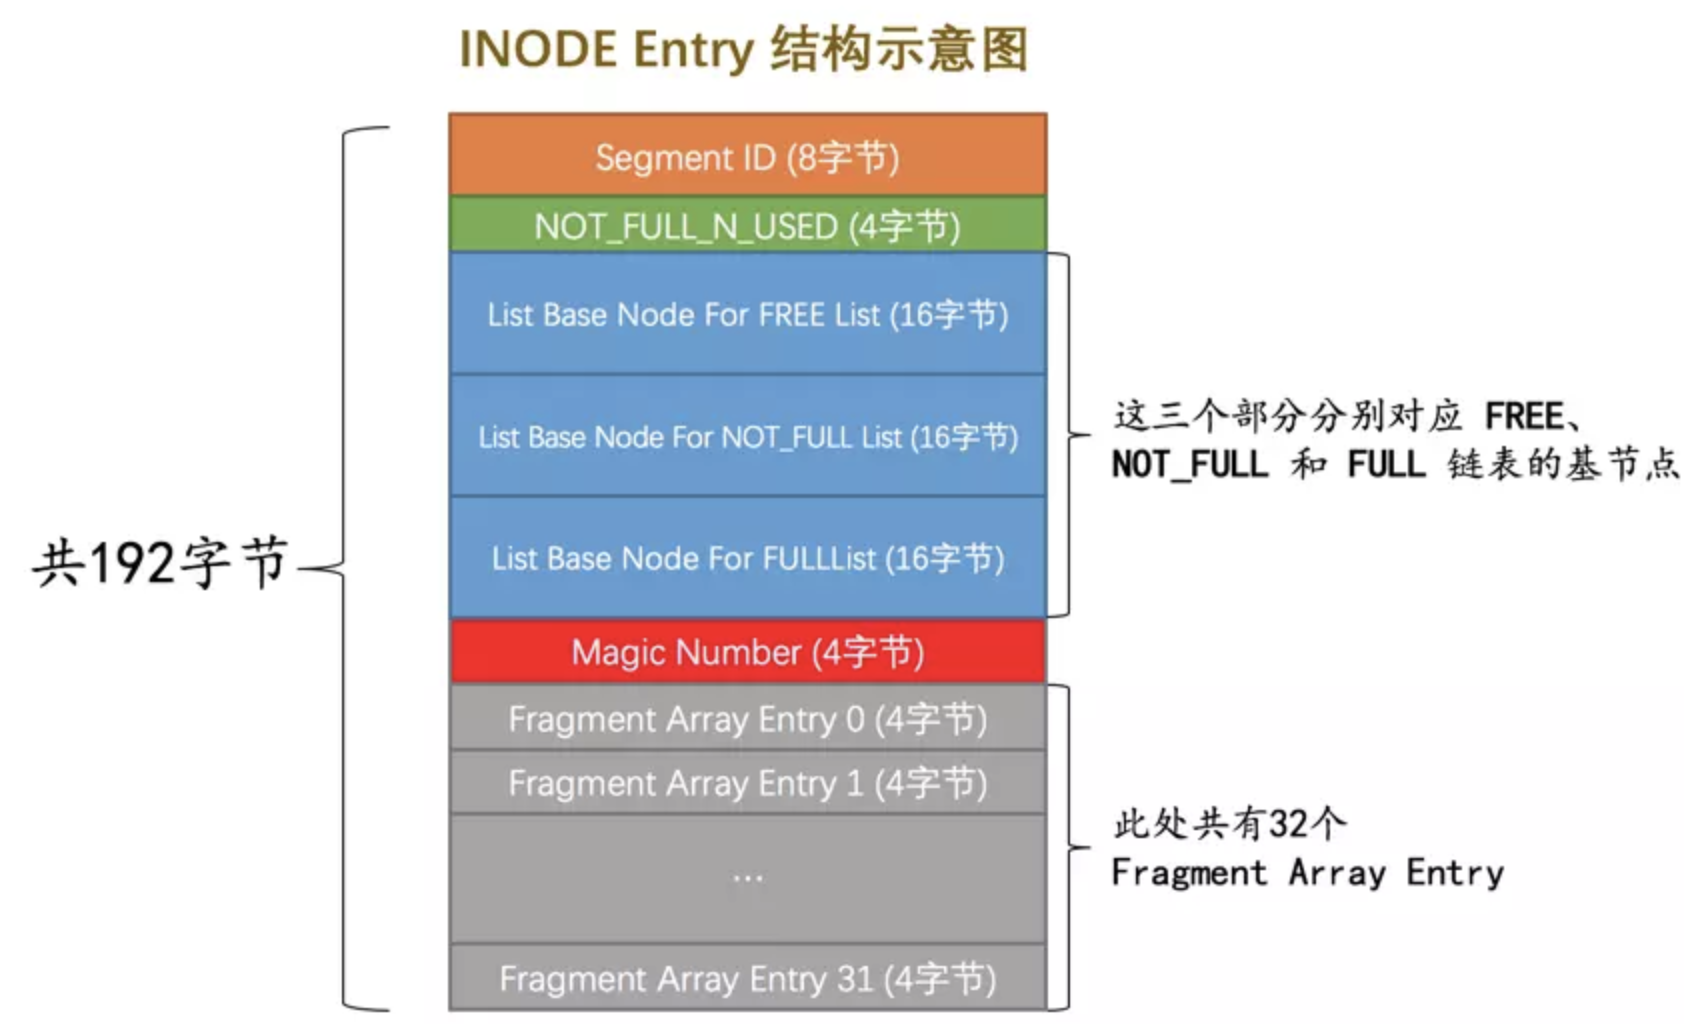 INODE Entry 结构示意图
Segment ID (8字节)
NOT_FULL_N_USED (4字节)
List Base Node For FREE List (16字节)
List Base Node For NOT_FULL List (16字节)
List Base Node For FULLLList (16字节)
这三个部分分别对应 FREE、
NOT_FULL 和 FULL 链表的基节点
共192字节
Magic Number (4字节)
Fragment Array Entry 0 (4字节)
Fragment Array Entry 1 (4字节)
...
Fragment Array Entry 31 (4字节)
此处共有32个
Fragment Array Entry